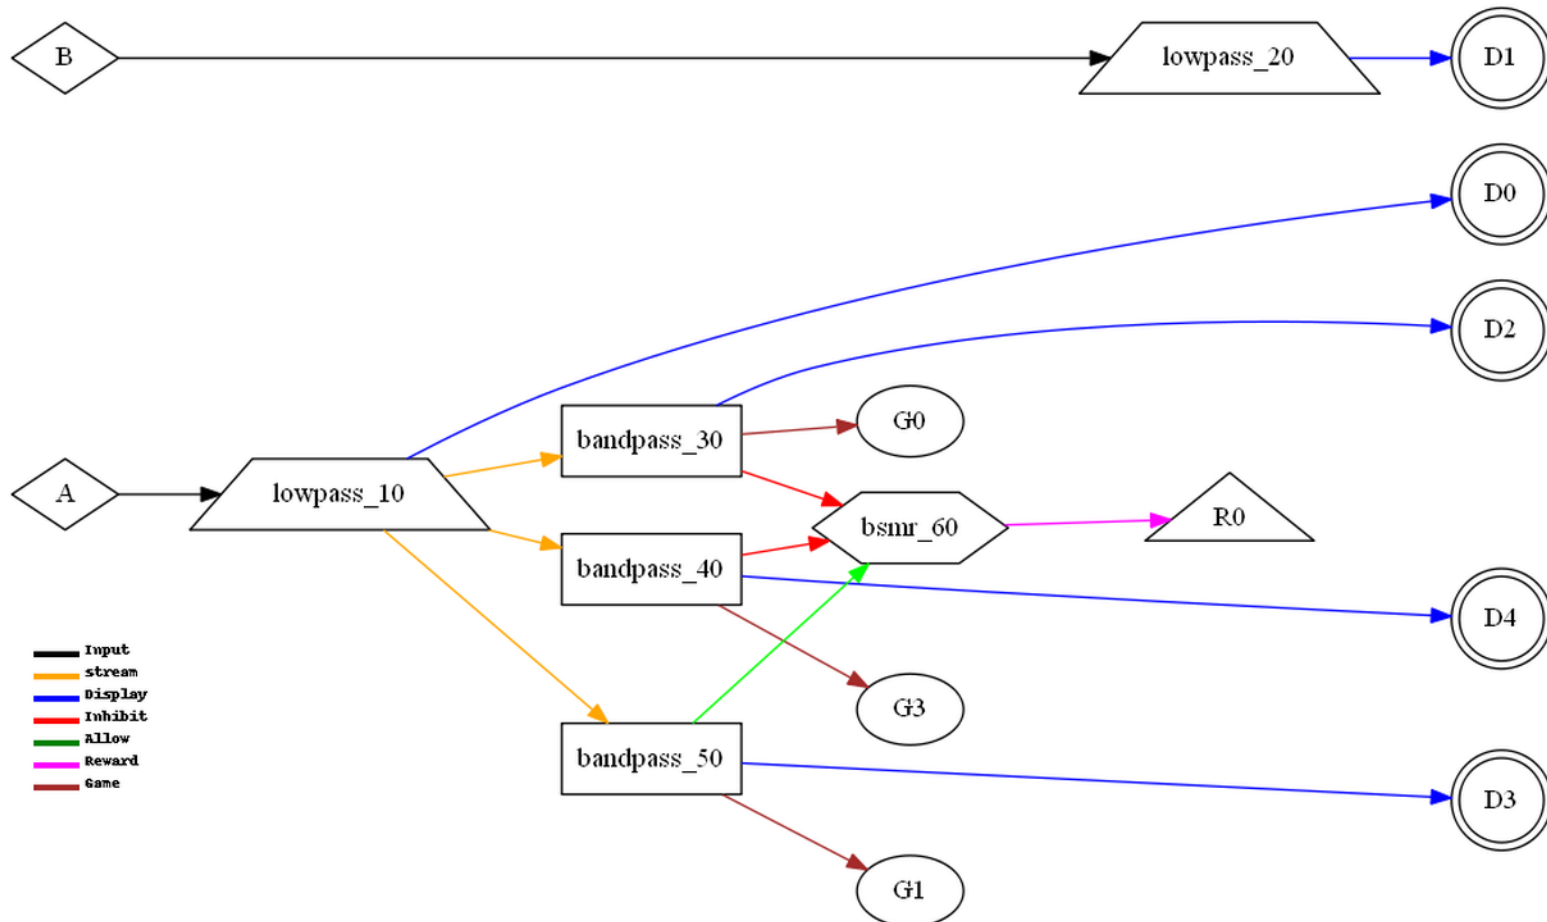 B
lowpass_20
D1
D0
D2
G0
bandpass_30
A
lowpass_10
R0
bsmr_60
bandpass_40
D4
Input
stream
Display
Inhibit
Allow
Reward
Game
G3
bandpass_50
D3
G1